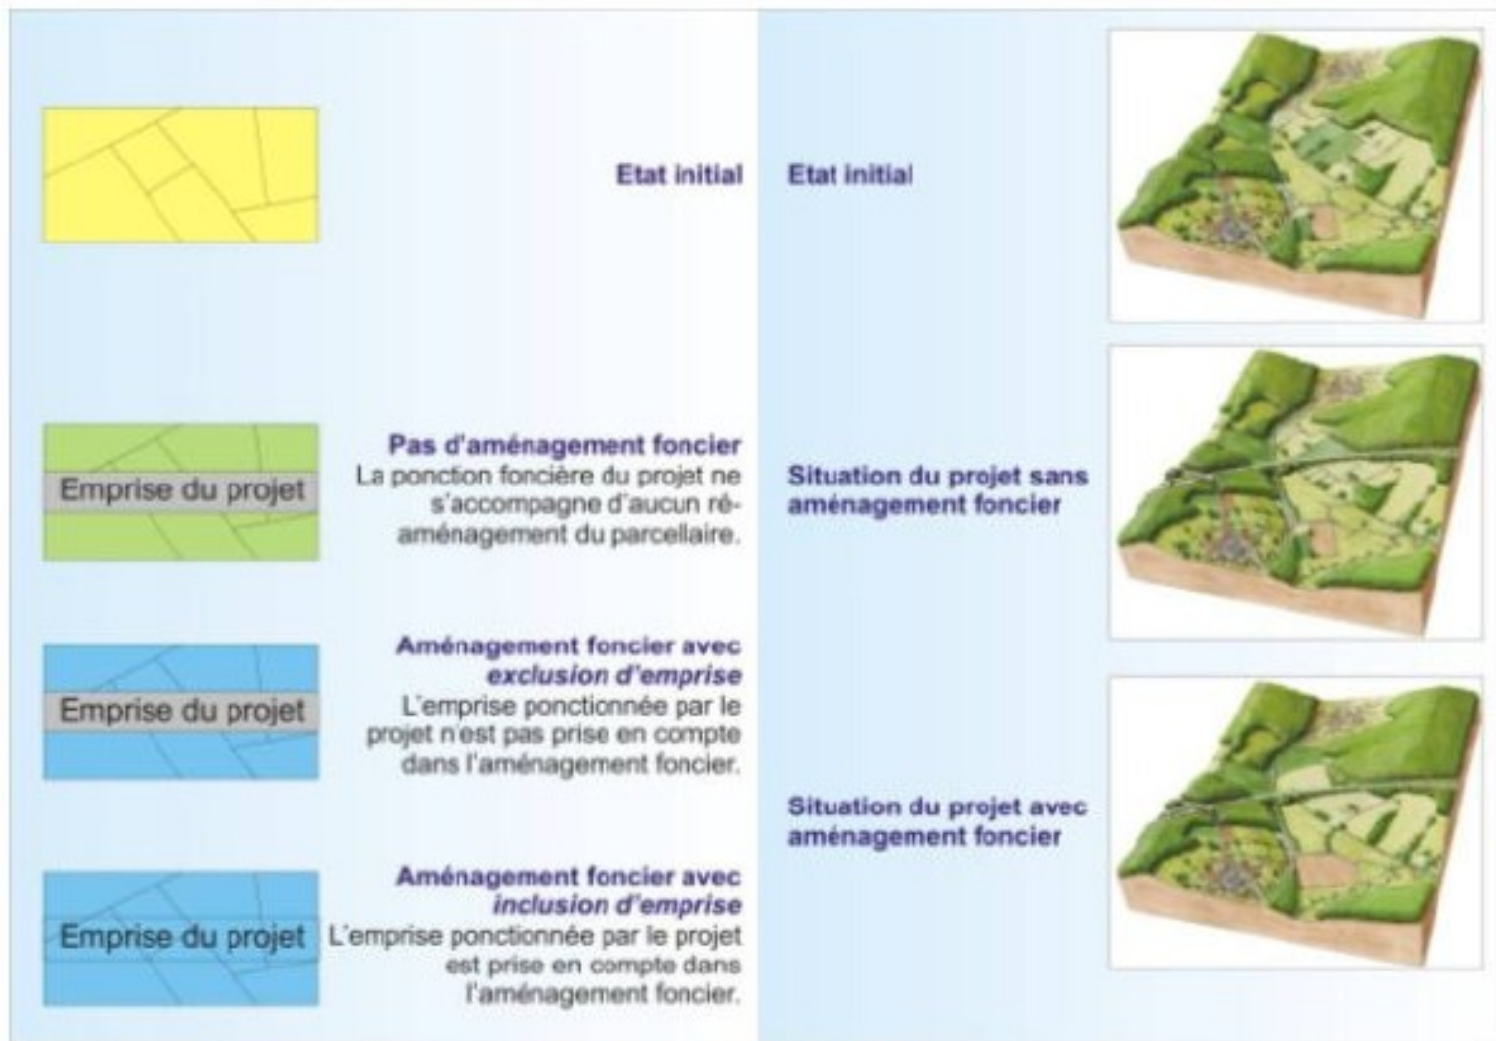 Etat initial
Pas d'aménagement foncier
La ponction foncière du projet ne
s'accompagne d'aucun ré-
aménagement du parcellaire.
Emprise du projet
Aménagement foncier avec
exclusion d'emprise
L'emprise ponctionnée par le
projet n'est pas prise en compte
dans l'aménagement foncier.
Emprise du projet
Aménagement foncier avec
inclusion d'emprise
L'emprise ponctionnée par le projet
est prise en compte dans
l'aménagement foncier.
Emprise du projet
Etat initial
Situation du projet sans
aménagement foncier
Situation du projet avec
aménagement foncier